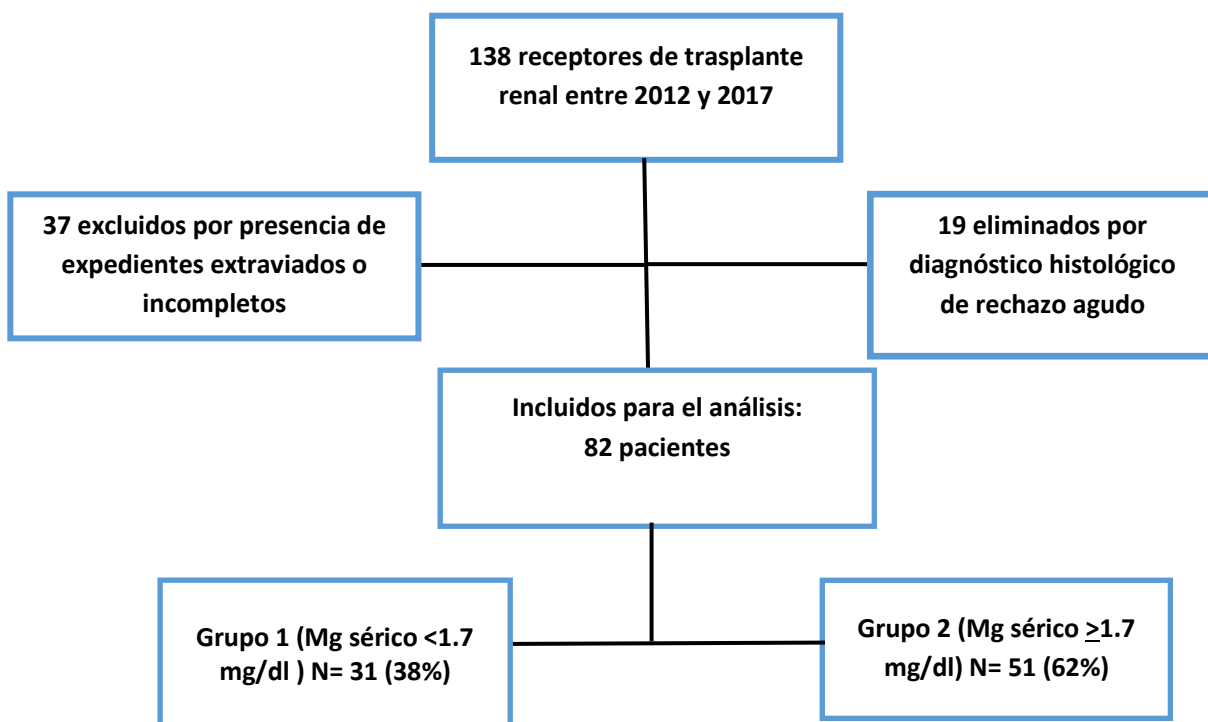 138 receptores de trasplante
renal entre 2012 y 2017
37 excluidos por presencia de
expedientes extraviados o
incompletos
19 eliminados por
diagnóstico histológico
de rechazo agudo
Incluidos para el análisis:
82 pacientes
Grupo 1 (Mg sérico <1.7
mg/dl ) N= 31 (38%)
Grupo 2 (Mg sérico >1.7
mg/dl) N= 51 (62%)